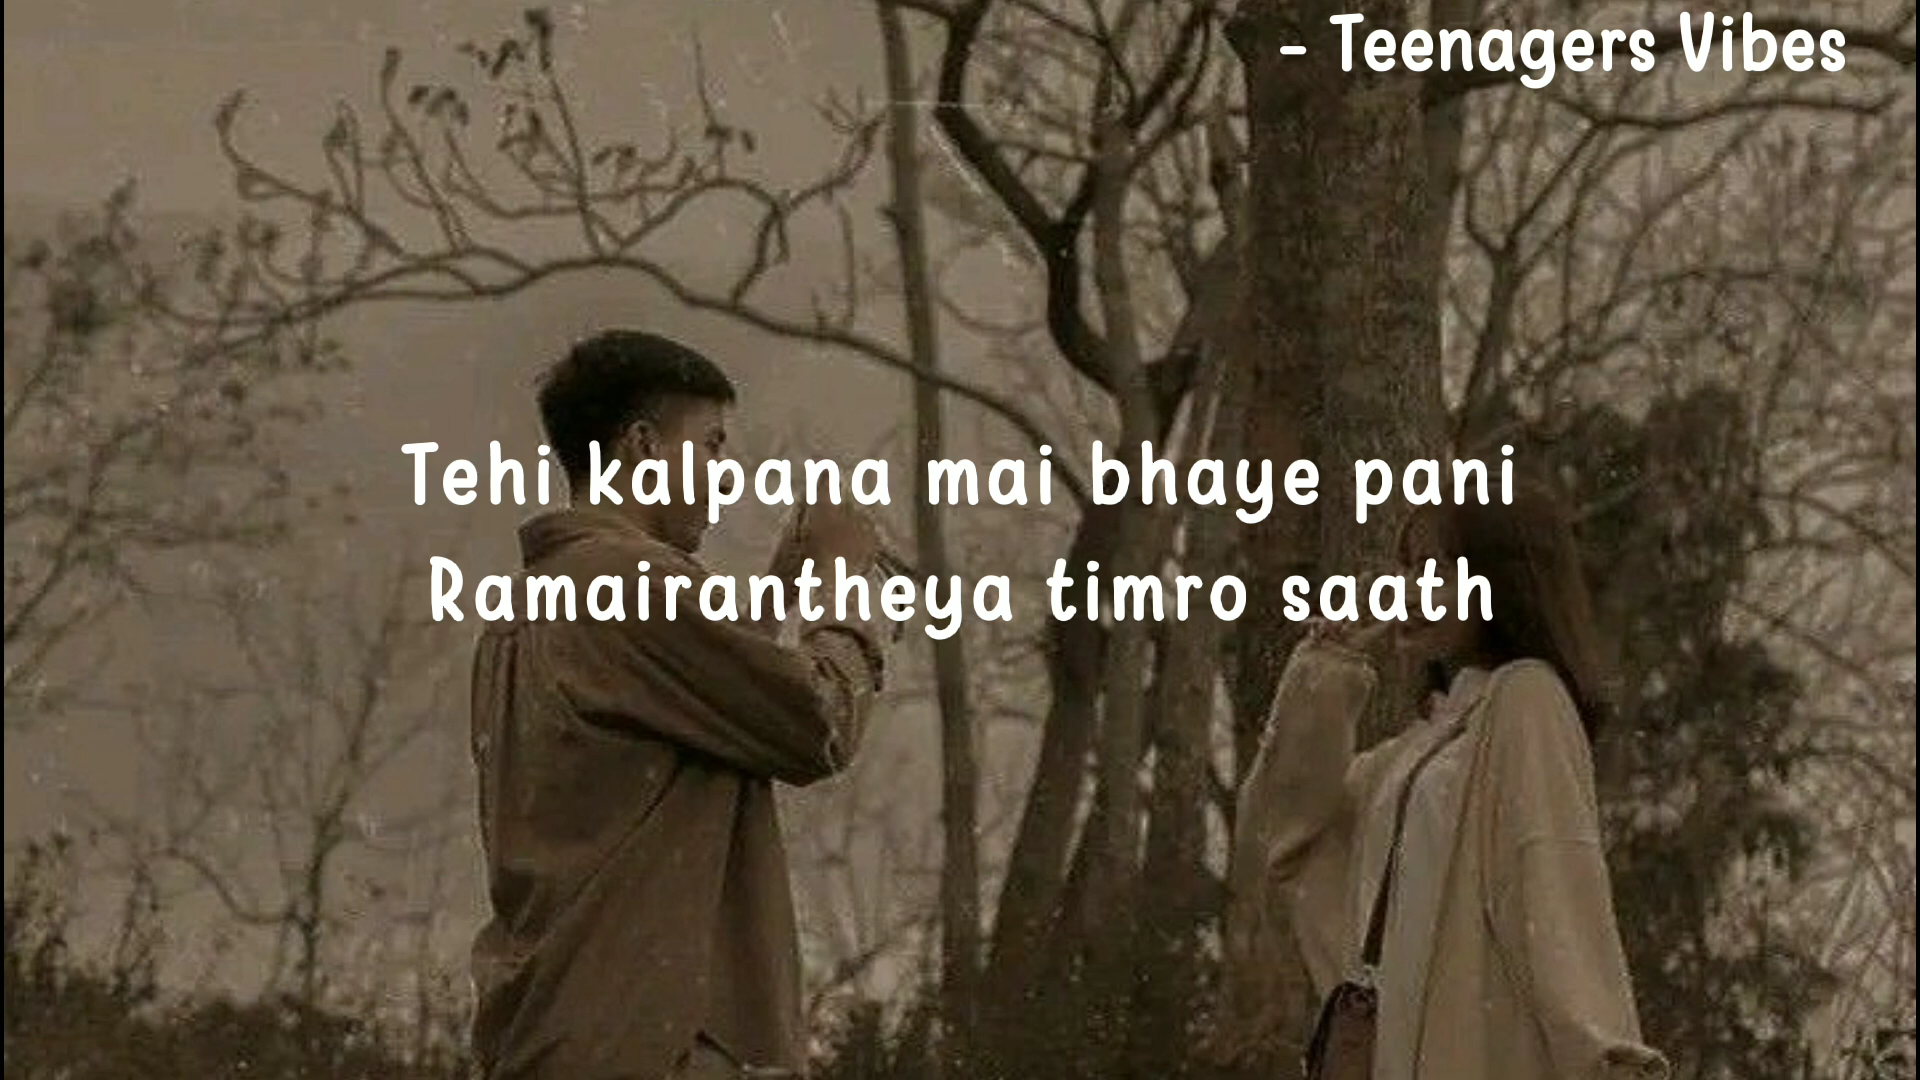 - Teenagers Vibes
Tehi kalpana mai bhaye pani
Ramairantheya timro saath